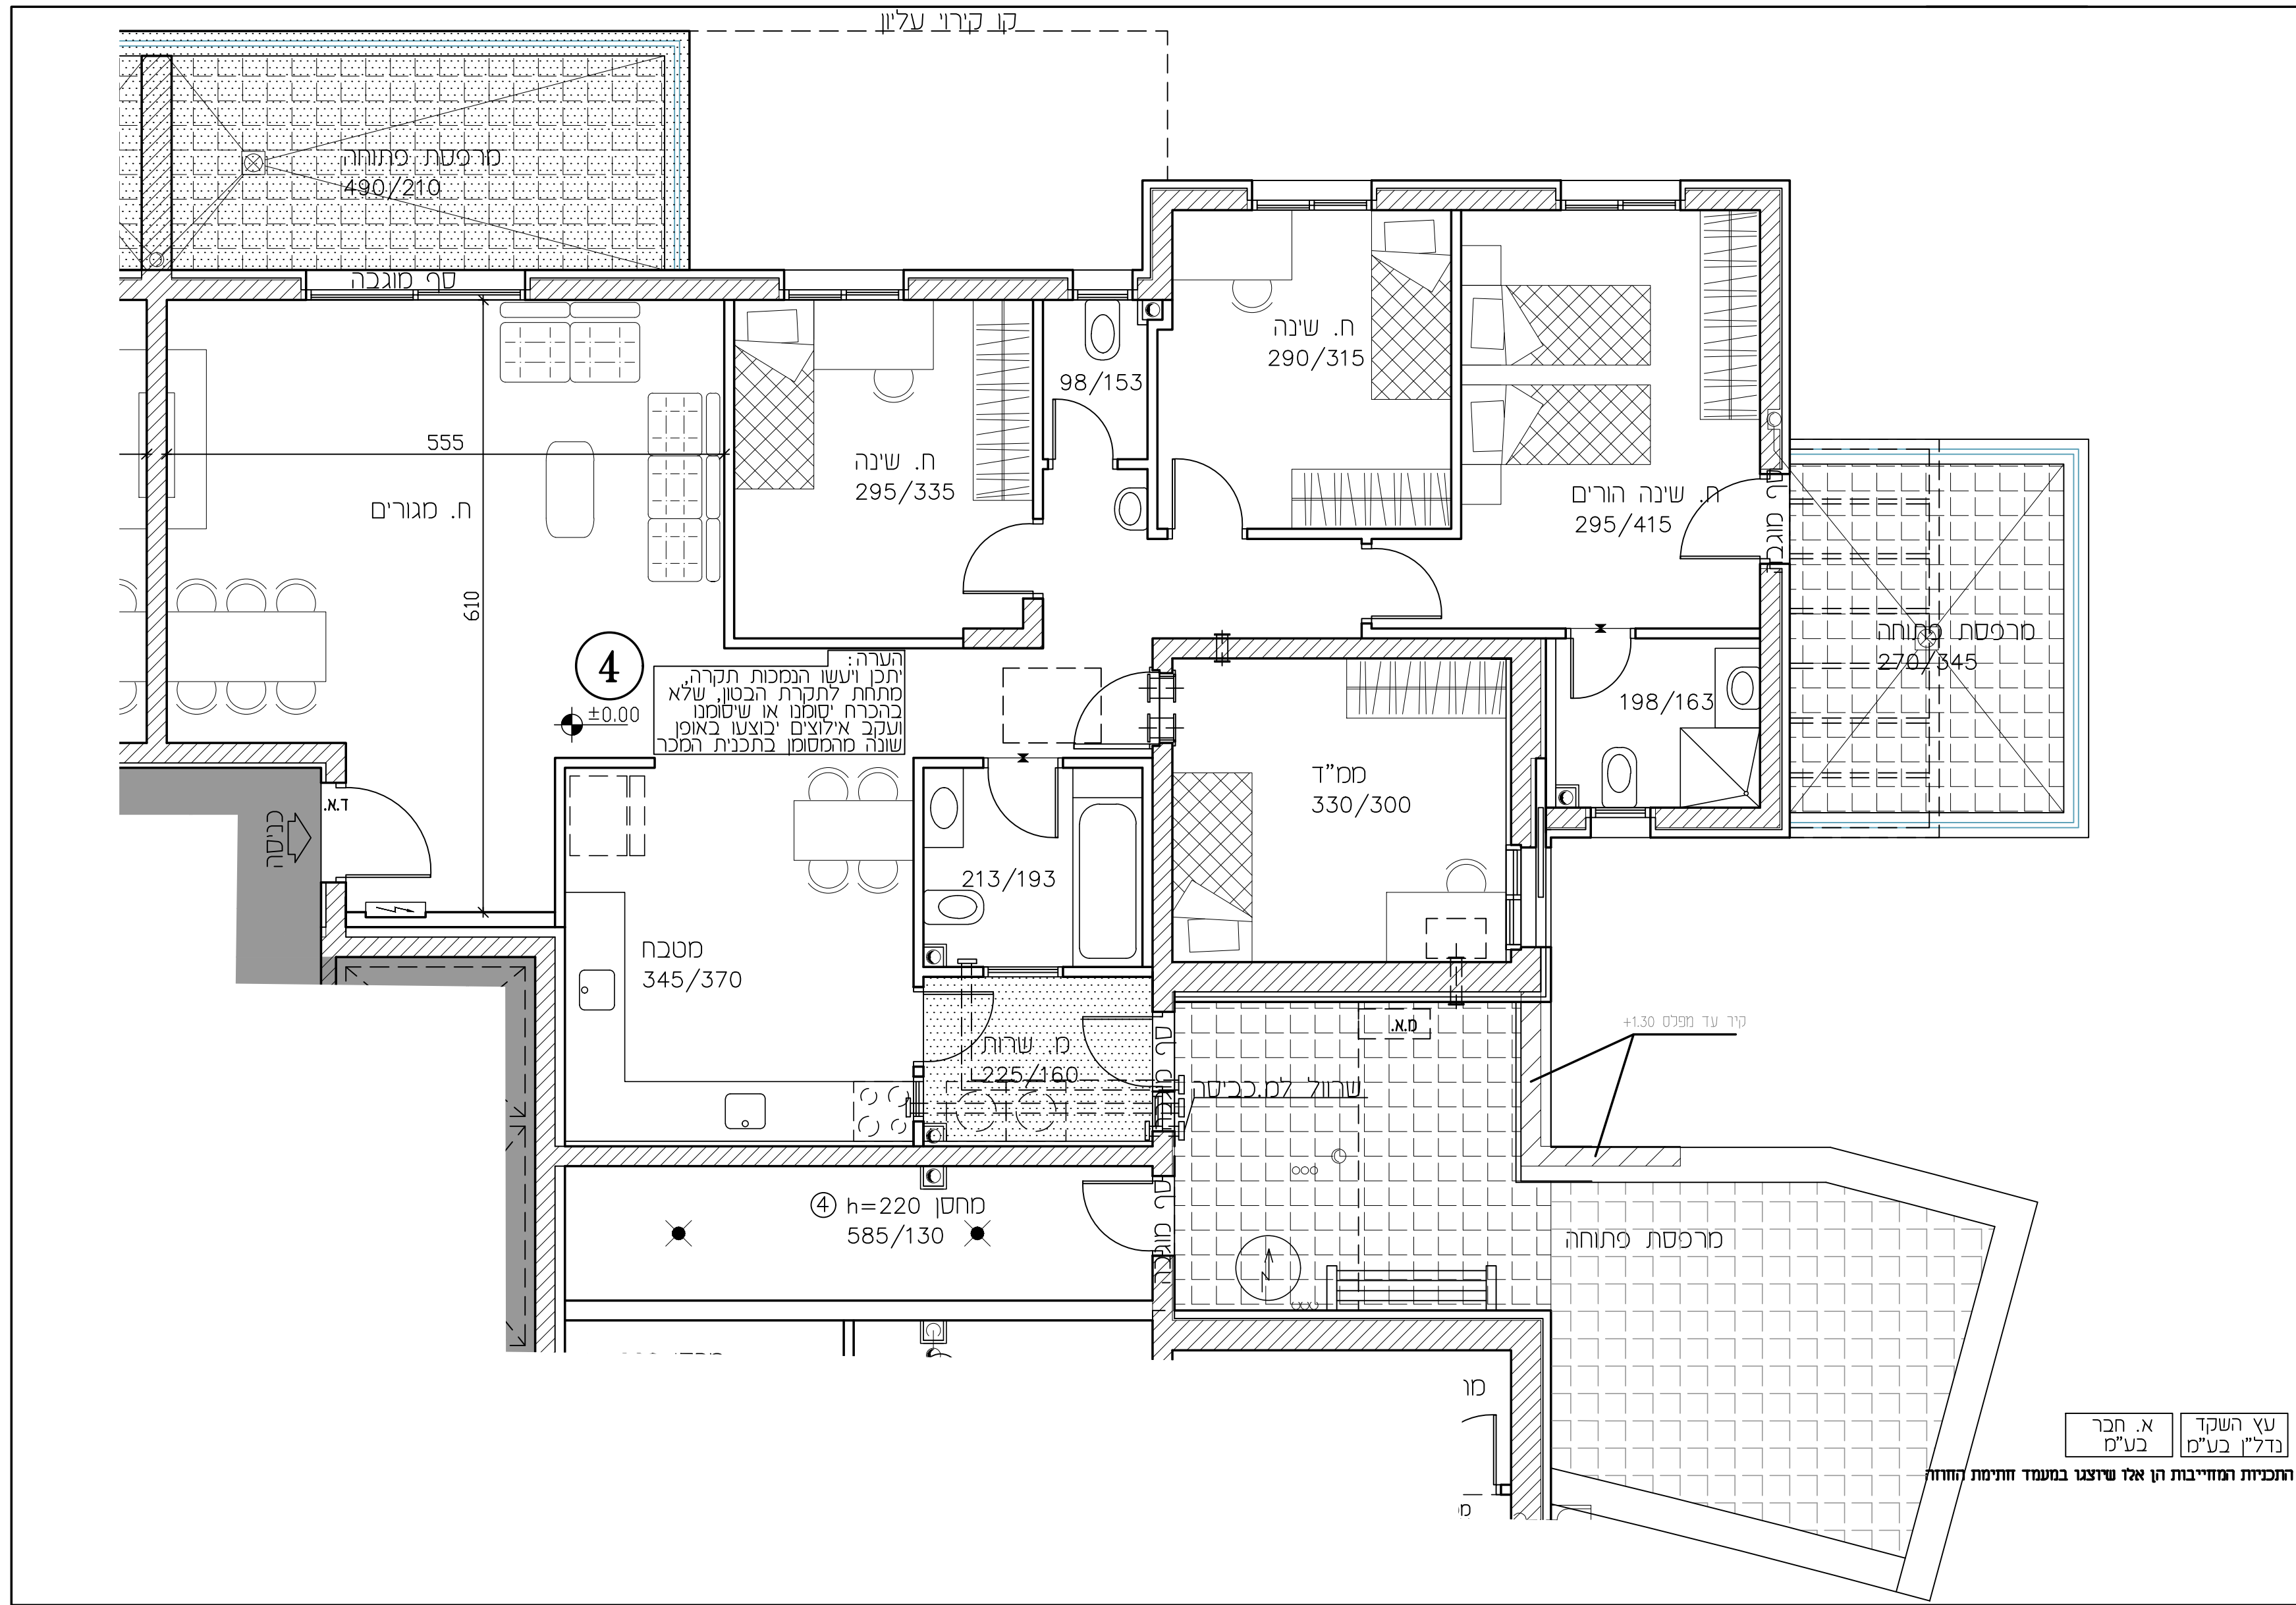 קו קירוי עליון
מרפסת פתוחה
490/210
סף מוגבה
ח. שינה
290/315
98/153
555
ח. שינה
295/335
ח. מגורים
ח. שינה הורים
295/415
סף מוגבה
610
מרפסת פתוחה
270/345
4
±0.00
הערה:
יתכן ויעשו הנמכות תקרה,
מתחת לתקרת הבטון, שלא
בהכרח יסומנו או שיסומנו
ועקב אילוצים יבוצעו באופן
שונה מהמסומן בתכנית המכר
198/163
ממ"ד
330/300
ד.א.
כניסה
213/193
מטבח
345/370
מ. שרות
225/160
סף מוגבה
מ.א.
קיר עד מפלס 1.30+
שרוול למ.כביסה
מחסן h=220 4
585/130
סף מוגבה
מרפסת פתוחה
עץ השקד
נדל"ן בע"מ
א. חבר
בע"מ
התכניות המחייבות הן אלו שיוצגו במעמד חתימת החוזה